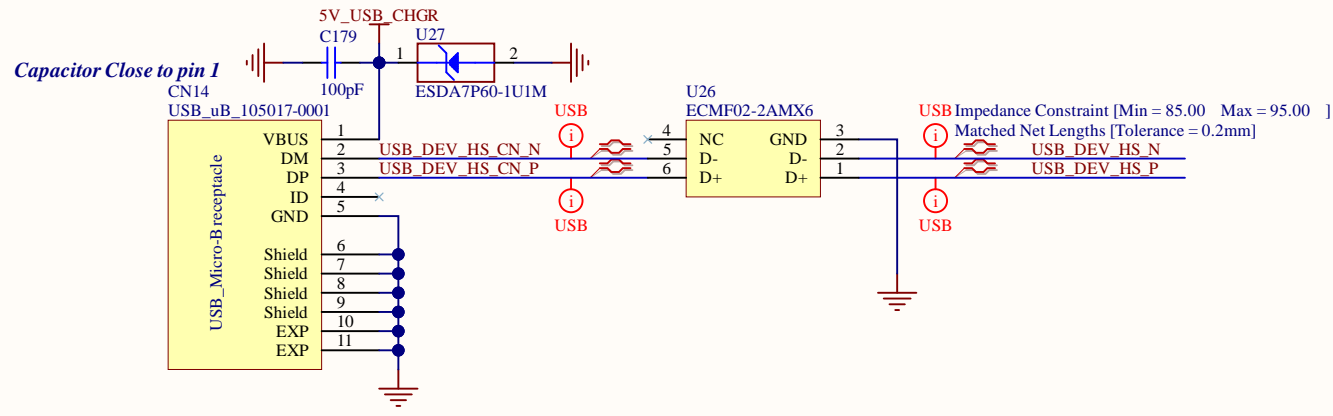 5V_USB_CHGR
C179
U27
1
2
Capacitor Close to pin 1
100pF
ESDA7P60-1U1M
CN14
USB_uB_105017-0001
U26
ECMF02-2AMX6
USB
USB
Impedance Constraint [Min = 85.00 Max = 95.00 ]
Matched Net Lengths [Tolerance = 0.2mm]
i
i
VBUS 1
DM 2
USB_DEV_HS_CN_N
DP 3
USB_DEV_HS_CN_P
ID 4
GND 5
Shield 6
Shield 7
Shield 8
Shield 9
EXP 10
EXP 11
USB_Micro-B receptacle
4 NC GND 3
5 D- D- 2
6 D+ D+ 1
USB_DEV_HS_N
USB_DEV_HS_P
i
i
USB
USB